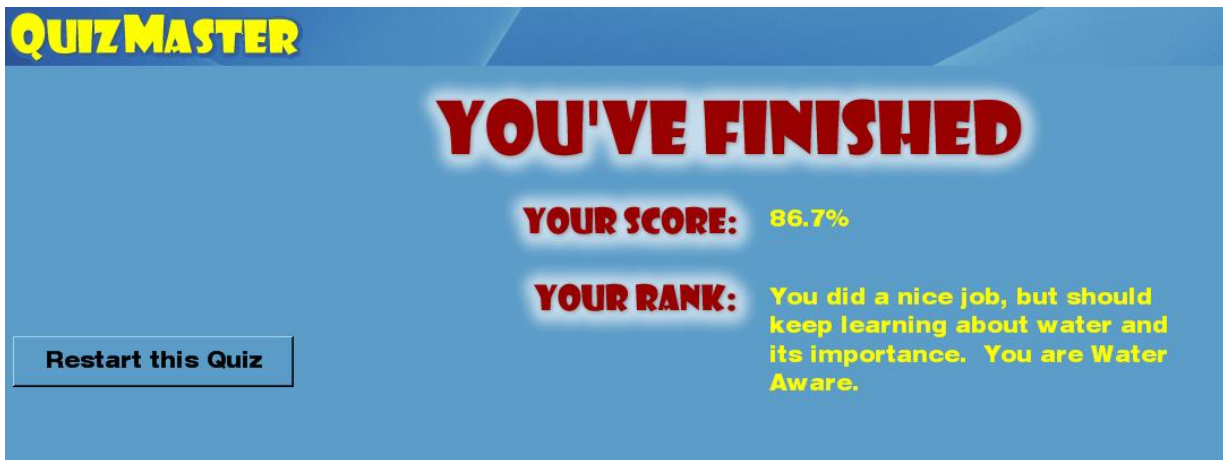 QUIZMASTER
YOU'VE FINISHED
YOUR SCORE: 86.7%
YOUR RANK: You did a nice job, but should
keep learning about water and
its importance.  You are Water
Aware.
Restart this Quiz